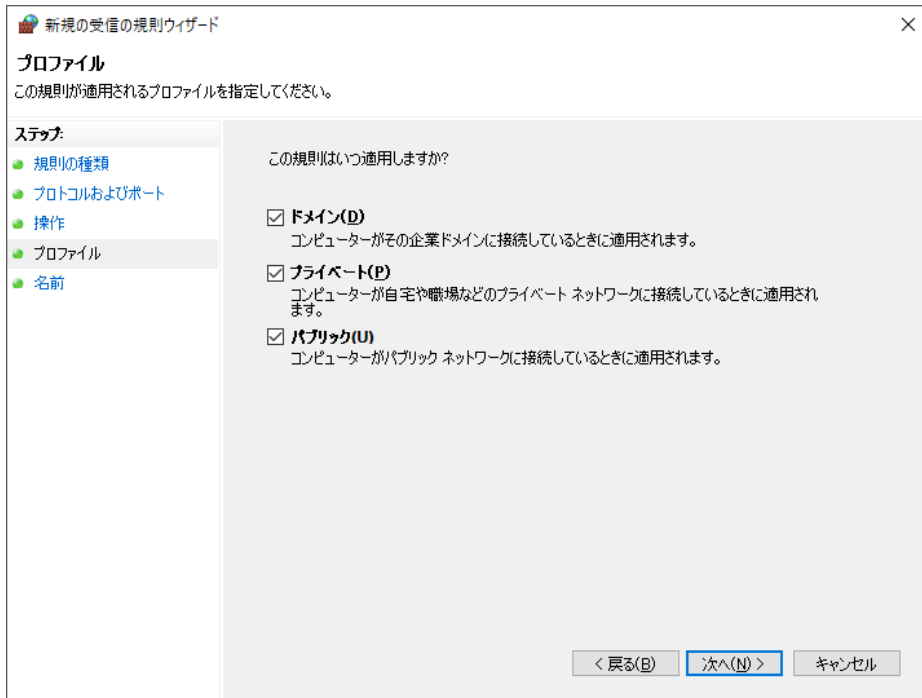 新規の受信の規則ウィザード
プロファイル
この規則が適用されるプロファイルを指定してください。
ステップ:
規則の種類
プロトコルおよびポート
操作
プロファイル
名前
この規則はいつ適用しますか?
ドメイン(D)
コンピューターがその企業ドメインに接続しているときに適用されます。
プライベート(P)
コンピューターが自宅や職場などのプライベート ネットワークに接続しているときに適用され
ます。
パブリック(U)
コンピューターがパブリック ネットワークに接続しているときに適用されます。
< 戻る(B)
次へ(N) >
キャンセル